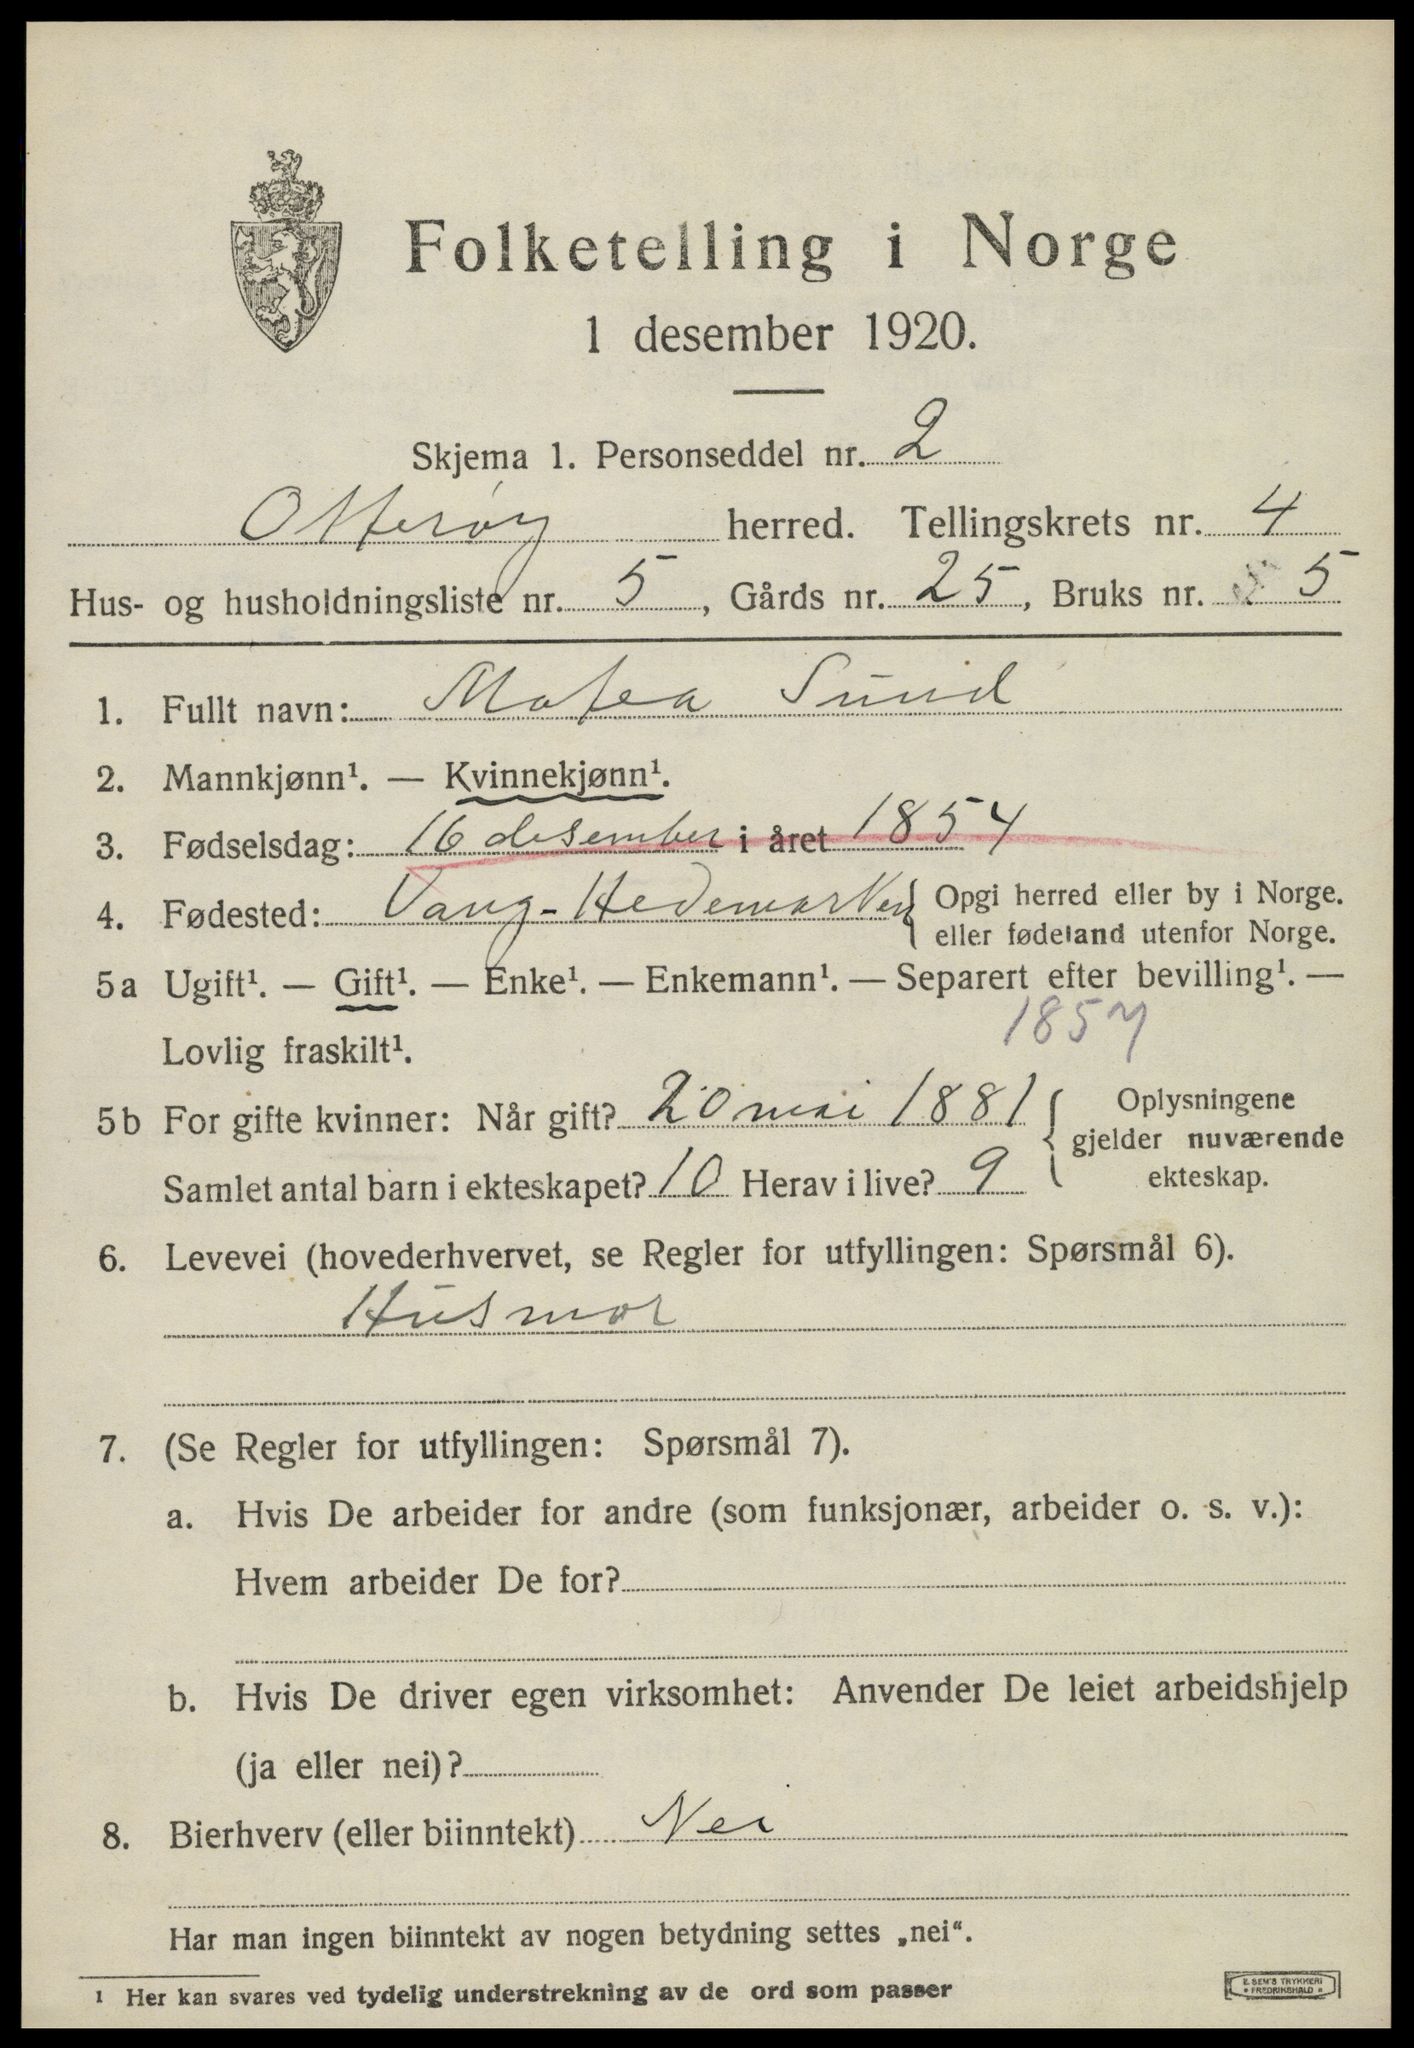 Folketelling i Norge
1 desember 1920.
Skjema 1. Personseddel nr. 2
Otterøy herred. Tellingskrets nr. 4
Hus- og husholdningsliste nr. 5, Gårds nr. 25, Bruks nr. 5
1. Fullt navn: Matea Sund
2. Mannkjønn¹. — Kvinnekjønn¹.
3. Fødselsdag: 16 desember i året 1854
4. Fødested: Vang-Hedemarken { Opgi herred eller by i Norge.
eller fødeland utenfor Norge.
5a Ugift¹. — Gift¹. — Enke¹. — Enkemann¹. — Separert efter bevilling¹. —
1854
Lovlig fraskilt¹.
5b For gifte kvinner: Når gift? 20 mai 1881 { Oplysningene
gjelder nuværende
Samlet antal barn i ekteskapet? 10 Herav i live? 9 ekteskap.
6. Levevei (hovederhvervet, se Regler for utfyllingen: Spørsmål 6).
Husmor
7. (Se Regler for utfyllingen: Spørsmål 7).
a. Hvis De arbeider for andre (som funksjonær, arbeider o. s. v.):
Hvem arbeider De for?
b. Hvis De driver egen virksomhet: Anvender De leiet arbeidshjelp
(ja eller nei)?
8. Bierhverv (eller biinntekt) Nei
Har man ingen biinntekt av nogen betydning settes „nei“.
¹ Her kan svares ved tydelig understrekning av de ord som passer
E. SEM'S TRYKKERI
FREDRIKSHALD